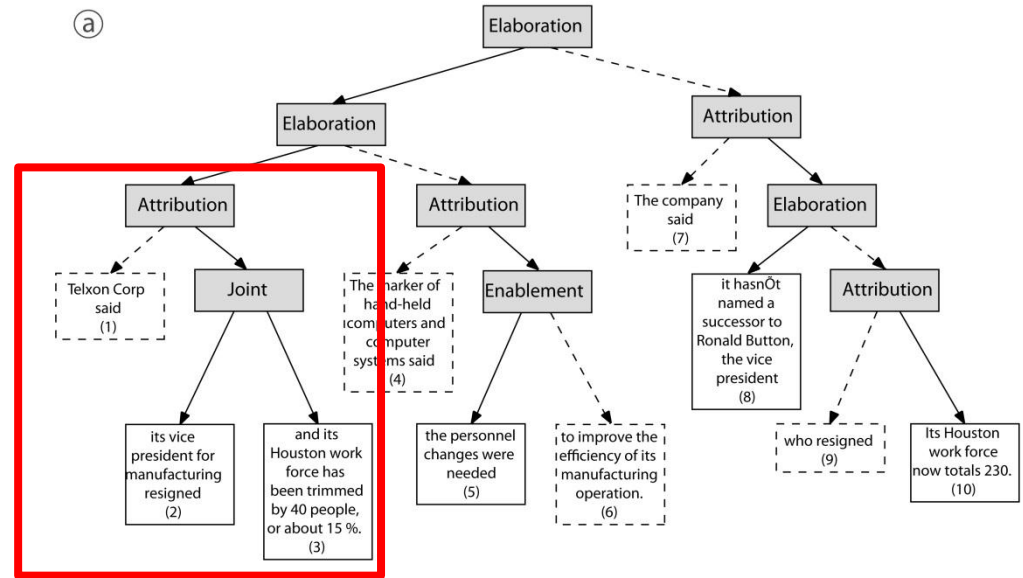 ⓐ
Elaboration
Elaboration
Attribution
Attribution
Attribution
The company
said
(7)
Elaboration
Telxon Corp
said
(1)
Joint
The marker of
hand-held
computers and
computer
systems said
(4)
Enablement
it hasnÕt
named a
successor to
Ronald Button,
the vice
president
(8)
Attribution
its vice
president for
manufacturing
resigned
(2)
and its
Houston work
force has
been trimmed
by 40 people,
or about 15 %.
(3)
the personnel
changes were
needed
(5)
to improve the
efficiency of its
manufacturing
operation.
(6)
who resigned
(9)
Its Houston
work force
now totals 230.
(10)